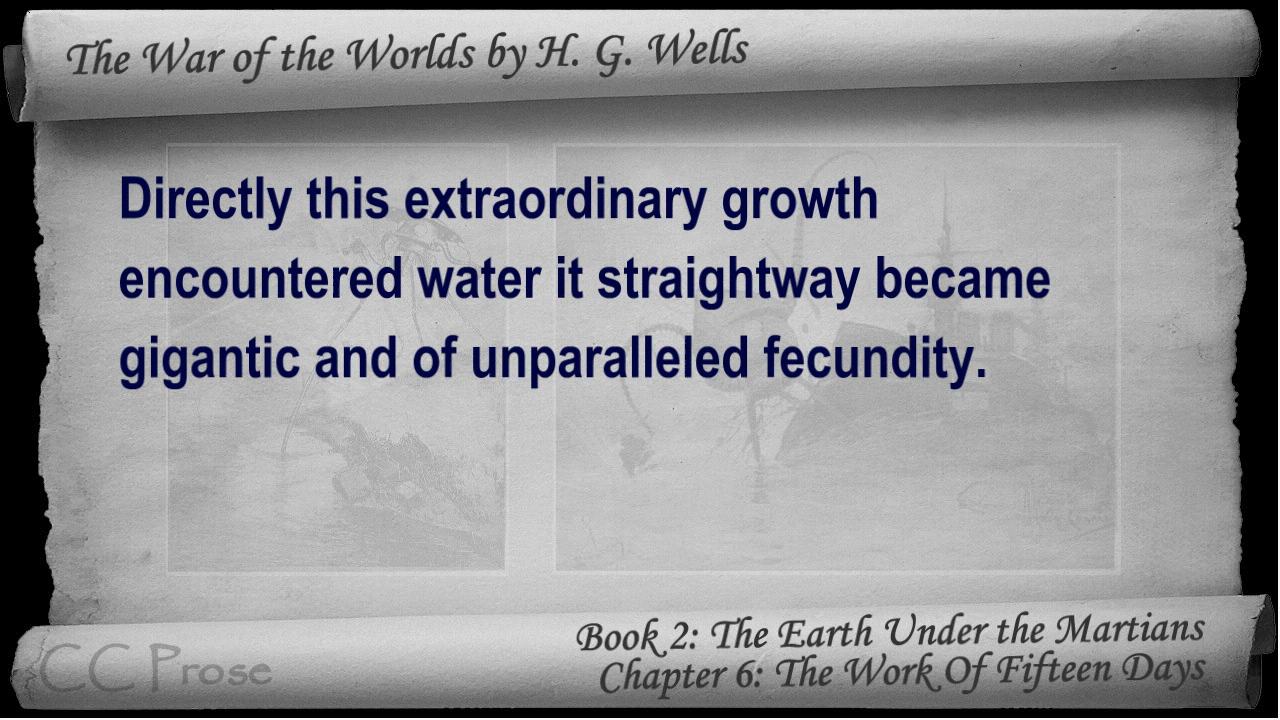 The War of the Worlds by H. G. Wells
Directly this extraordinary growth
encountered water it straightway became
gigantic and of unparalleled fecundity.
Book 2: The Earth Under the Martians
Chapter 6: The Work Of Fifteen Days
CC Prose